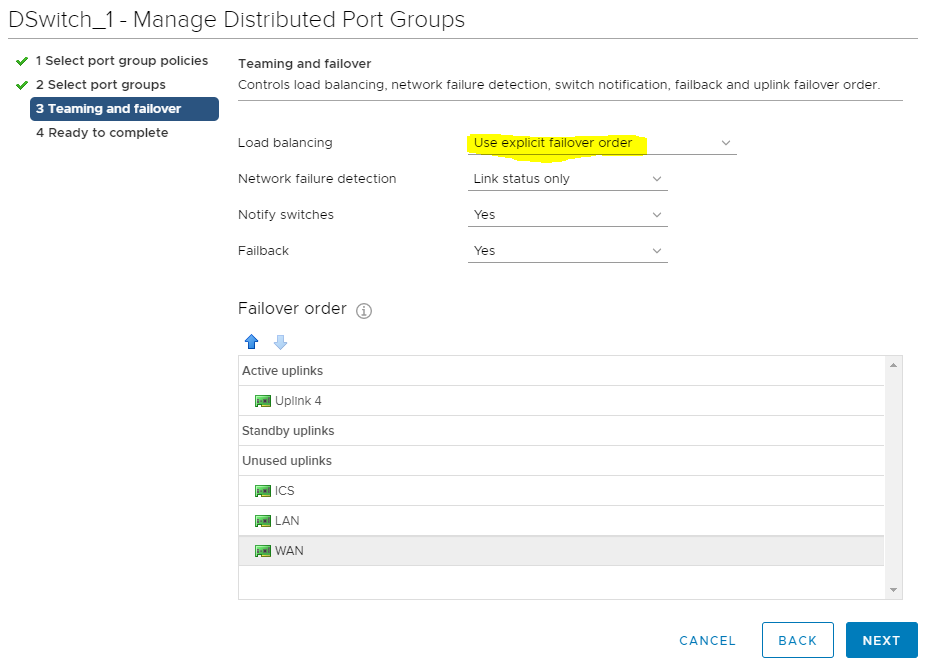 DSwitch_1 - Manage Distributed Port Groups
1 Select port group policies
2 Select port groups
3 Teaming and failover
4 Ready to complete
Teaming and failover
Controls load balancing, network failure detection, switch notification, failback and uplink failover order.
Load balancing Use explicit failover order
Network failure detection Link status only
Notify switches Yes
Failback Yes
Failover order
Active uplinks
Uplink 4
Standby uplinks
Unused uplinks
ICS
LAN
WAN
CANCEL BACK NEXT